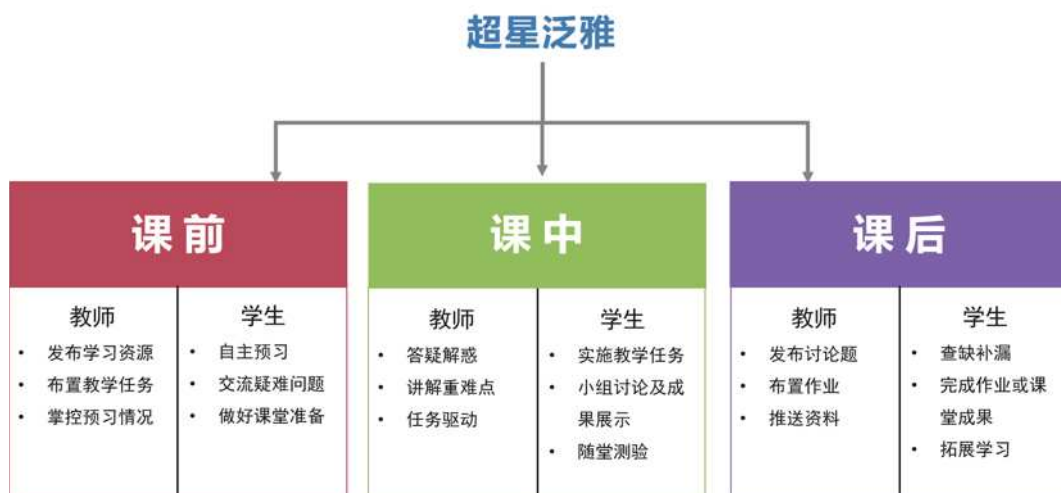 超星泛雅
课前
教师
• 发布学习资源
• 布置教学任务
• 掌控预习情况
学生
• 自主预习
• 交流疑难问题
• 做好课堂准备
课中
教师
• 答疑解惑
• 讲解重难点
• 任务驱动
学生
• 实施教学任务
• 小组讨论及成
果展示
• 随堂测验
课后
教师
• 发布讨论题
• 布置作业
• 推送资料
学生
• 查缺补漏
• 完成作业或课
堂成果
• 拓展学习